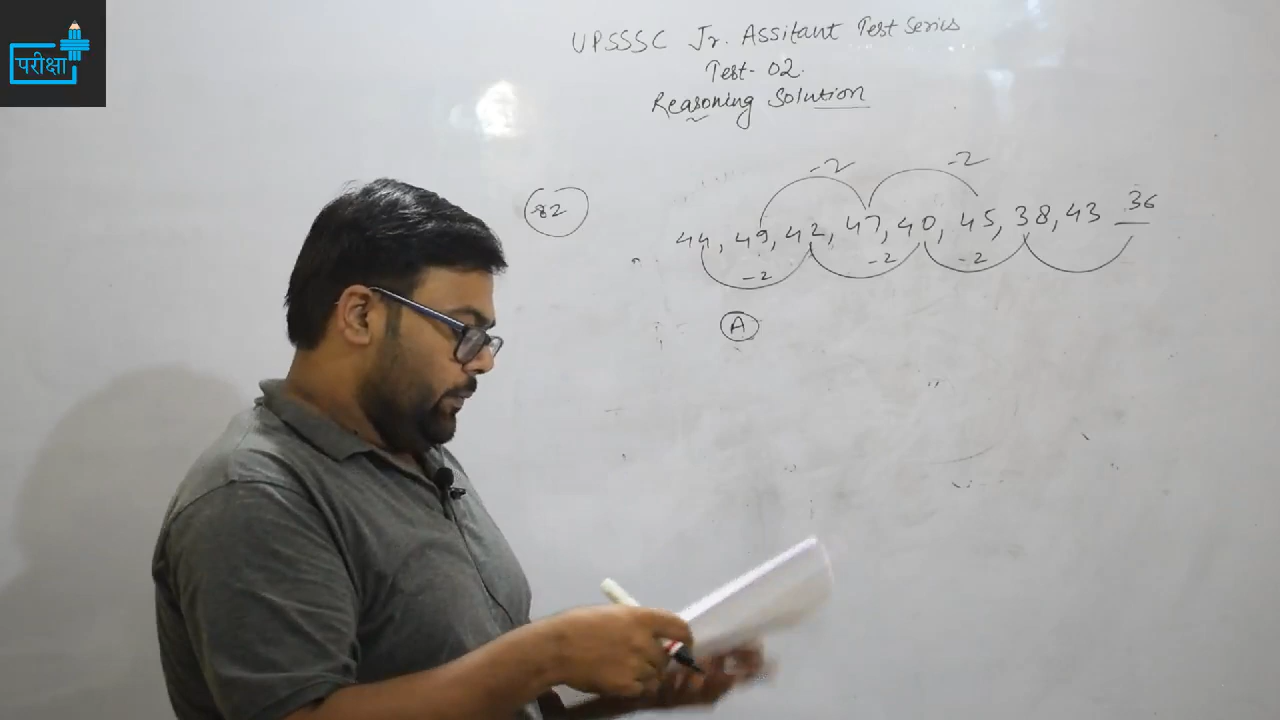 परीक्षा
UPSSSC Jr. Assitant Test Series
Test-02.
Reasoning Solution
-2 -2
82
44, 49, 42, 47, 40, 45, 38, 43 36
-2 -2 -2
A